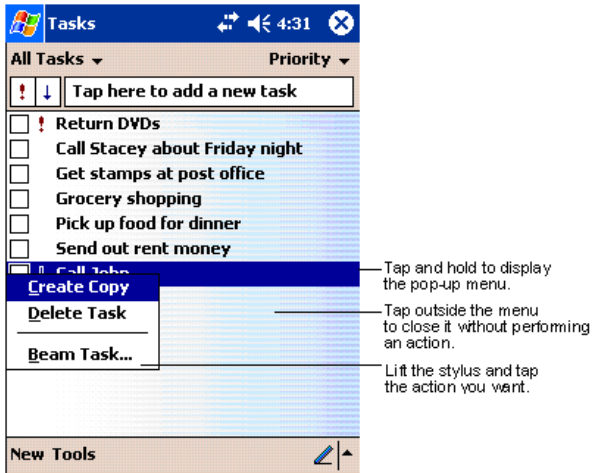 Tasks 4:31
All Tasks Priority
! ↓ Tap here to add a new task
! Return DVDs
Call Stacey about Friday night
Get stamps at post office
Grocery shopping
Pick up food for dinner
Send out rent money
Call John
Create Copy
Delete Task
Beam Task...
New Tools
Tap and hold to display
the pop-up menu.
Tap outside the menu
to close it without performing
an action.
Lift the stylus and tap
the action you want.